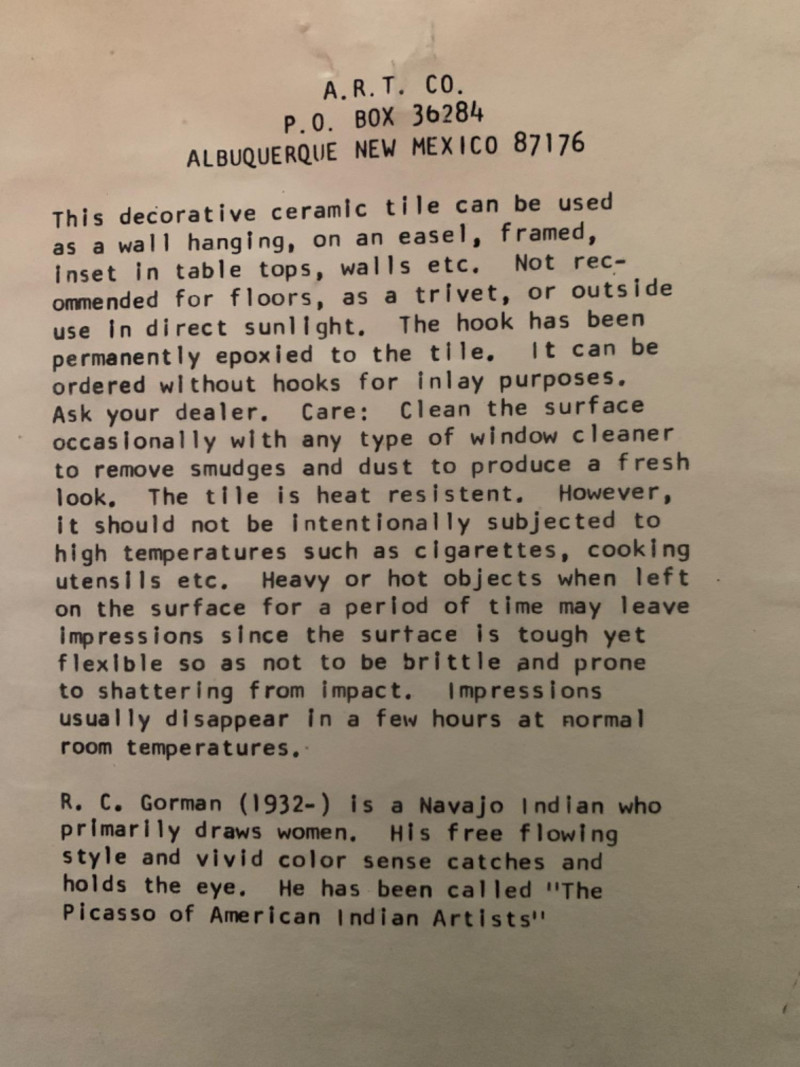 A.R.T. CO.
P.O. BOX 36284
ALBUQUERQUE NEW MEXICO 87176
This decorative ceramic tile can be used
as a wall hanging, on an easel, framed,
inset in table tops, walls etc. Not rec-
ommended for floors, as a trivet, or outside
use in direct sunlight. The hook has been
permanently epoxied to the tile. It can be
ordered without hooks for inlay purposes.
Ask your dealer. Care: Clean the surface
occasionally with any type of window cleaner
to remove smudges and dust to produce a fresh
look. The tile is heat resistent. However,
it should not be intentionally subjected to
high temperatures such as cigarettes, cooking
utensils etc. Heavy or hot objects when left
on the surface for a period of time may leave
impressions since the surface is tough yet
flexible so as not to be brittle and prone
to shattering from impact. Impressions
usually disappear in a few hours at normal
room temperatures.
R. C. Gorman (1932-) is a Navajo Indian who
primarily draws women. His free flowing
style and vivid color sense catches and
holds the eye. He has been called "The
Picasso of American Indian Artists"